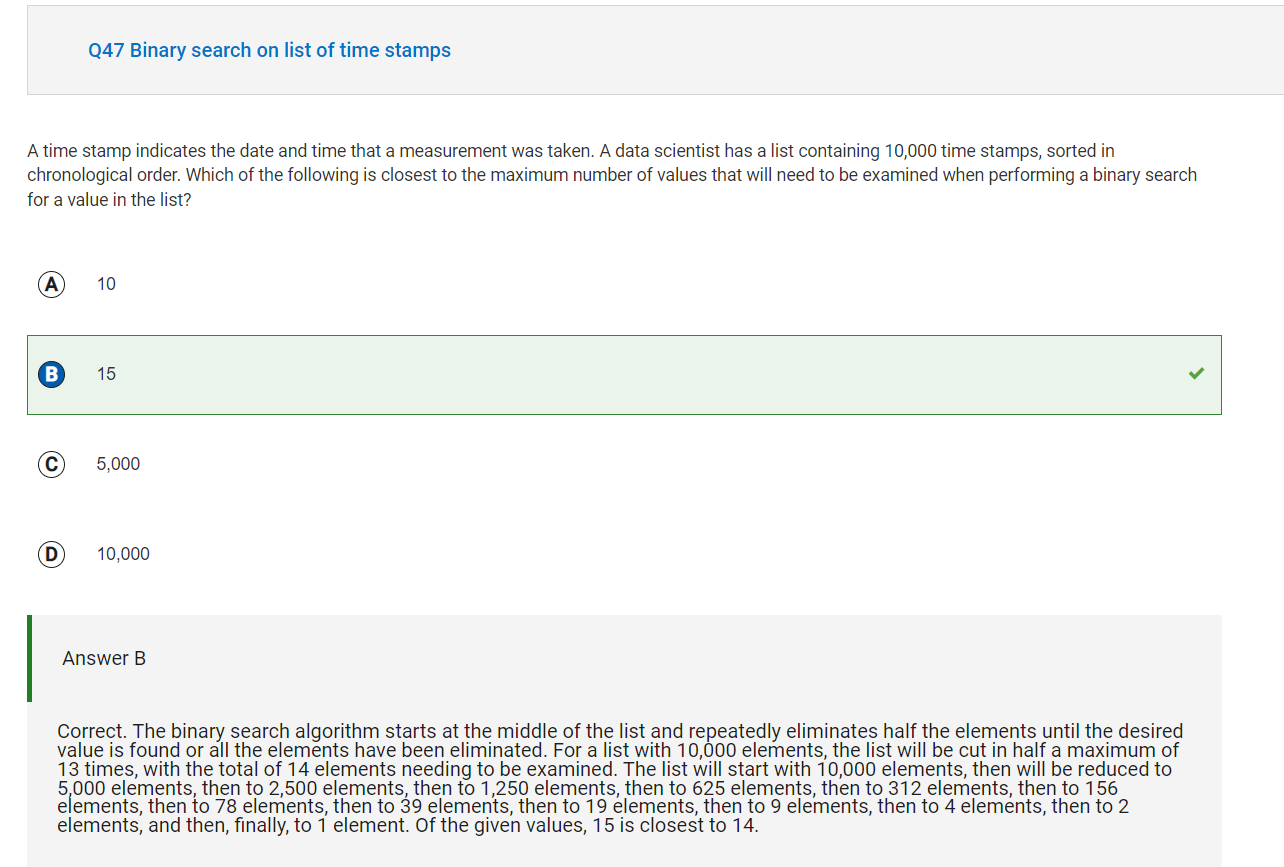 Q47 Binary search on list of time stamps
A time stamp indicates the date and time that a measurement was taken. A data scientist has a list containing 10,000 time stamps, sorted in
chronological order. Which of the following is closest to the maximum number of values that will need to be examined when performing a binary search
for a value in the list?
A 10
B 15
C 5,000
D 10,000
Answer B
Correct. The binary search algorithm starts at the middle of the list and repeatedly eliminates half the elements until the desired
value is found or all the elements have been eliminated. For a list with 10,000 elements, the list will be cut in half a maximum of
13 times, with the total of 14 elements needing to be examined. The list will start with 10,000 elements, then will be reduced to
5,000 elements, then to 2,500 elements, then to 1,250 elements, then to 625 elements, then to 312 elements, then to 156
elements, then to 78 elements, then to 39 elements, then to 19 elements, then to 9 elements, then to 4 elements, then to 2
elements, and then, finally, to 1 element. Of the given values, 15 is closest to 14.